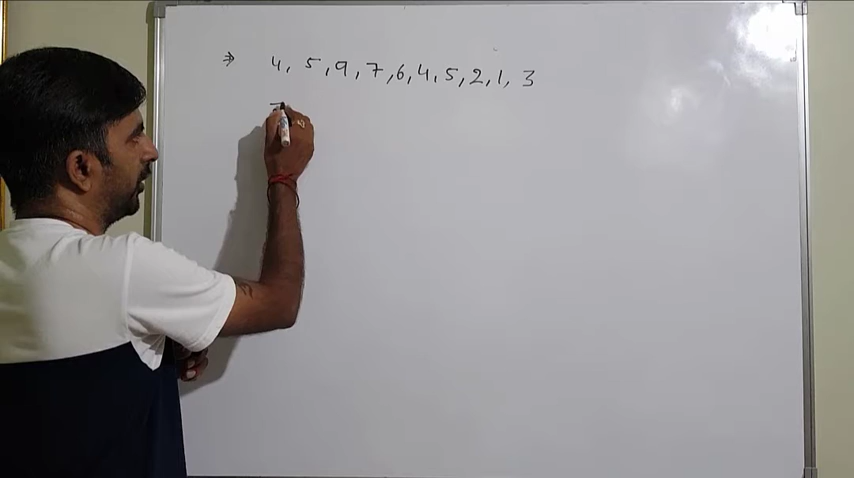 ⇒ 4, 5, 9, 7, 6, 4, 5, 2, 1, 3